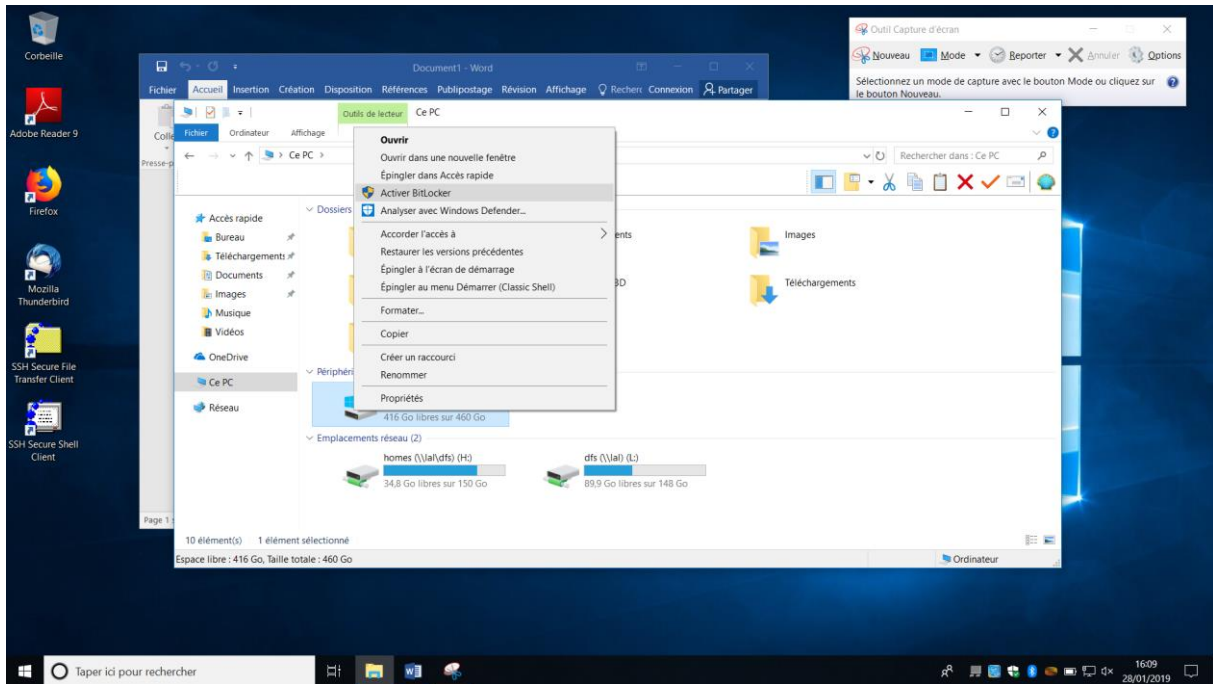 Corbeille
Adobe Reader 9
Firefox
Mozilla
Thunderbird
SSH Secure File
Transfer Client
SSH Secure Shell
Client
Document1 - Word
Fichier Accueil Insertion Création Disposition Références Publipostage Révision Affichage Recherc Connexion Partager
Colle
Presse-p
Page 1
Outil Capture d'écran
Nouveau Mode Reporter Annuler Options
Sélectionnez un mode de capture avec le bouton Mode ou cliquez sur
le bouton Nouveau.
Outils de lecteur Ce PC
Fichier Ordinateur Affichage
Ce PC
Rechercher dans : Ce PC
Accès rapide
Bureau
Téléchargements
Documents
Images
Musique
Vidéos
OneDrive
Ce PC
Réseau
Dossiers
ents
Images
3D
Téléchargements
Ouvrir
Ouvrir dans une nouvelle fenêtre
Épingler dans Accès rapide
Activer BitLocker
Analyser avec Windows Defender...
Accorder l'accès à
Restaurer les versions précédentes
Épingler à l'écran de démarrage
Épingler au menu Démarrer (Classic Shell)
Formater...
Copier
Créer un raccourci
Renommer
Propriétés
Périphéri
416 Go libres sur 460 Go
Emplacements réseau (2)
homes (\\lal\dfs) (H:)
34,8 Go libres sur 150 Go
dfs (\\lal) (L:)
89,9 Go libres sur 148 Go
10 élément(s) 1 élément sélectionné
Espace libre : 416 Go, Taille totale : 460 Go
Ordinateur
Taper ici pour rechercher
16:09
28/01/2019